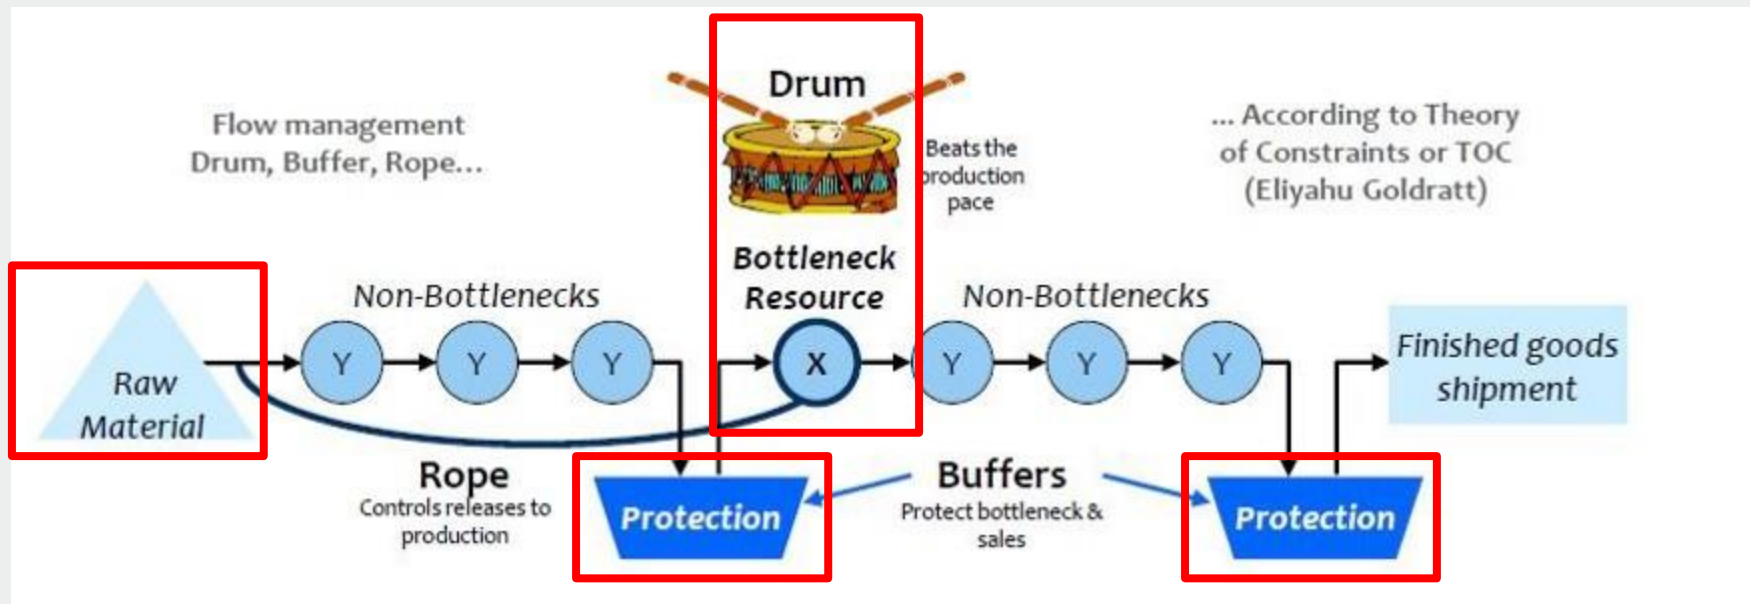 Drum
Flow management
Drum, Buffer, Rope...
... According to Theory
of Constraints or TOC
(Eliyahu Goldratt)
Beats the
production
pace
Bottleneck
Resource
Non-Bottlenecks
Non-Bottlenecks
Raw
Material
Y
Y
Y
X
Y
Y
Y
Finished goods
shipment
Rope
Controls releases to
production
Protection
Buffers
Protect bottleneck &
sales
Protection